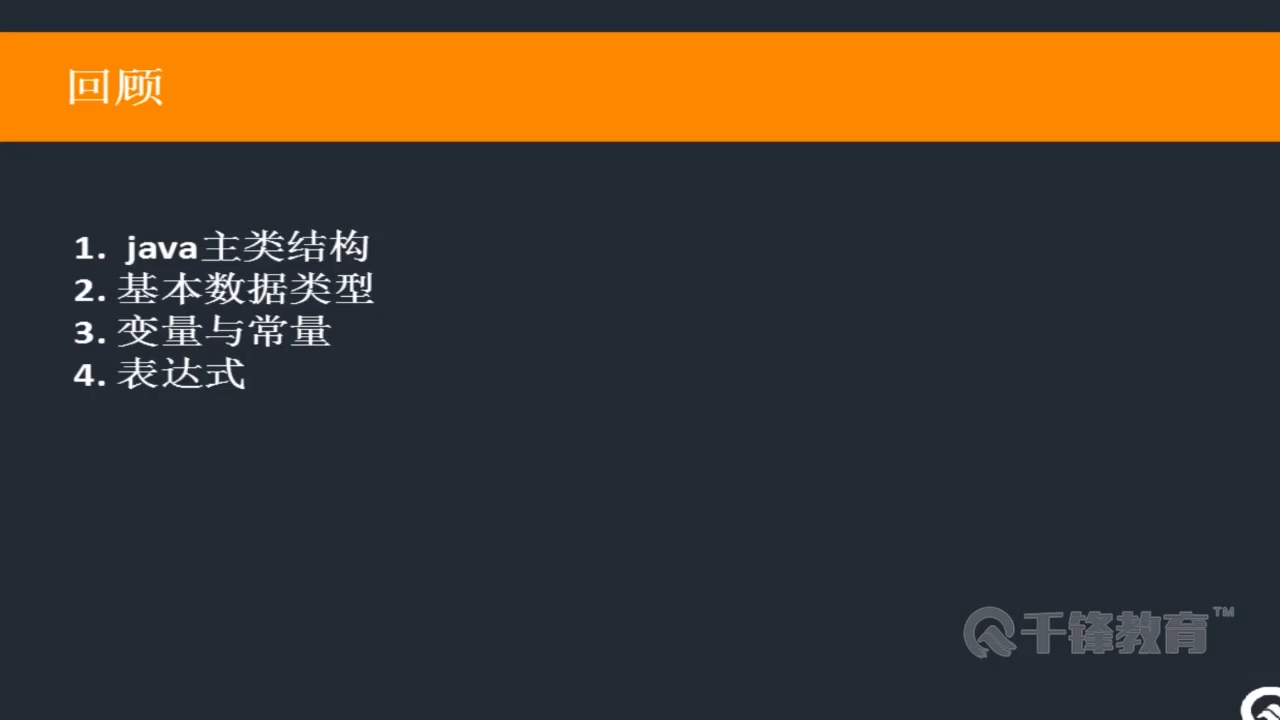 回顾
1. java主类结构
2. 基本数据类型
3. 变量与常量
4. 表达式
千锋教育™